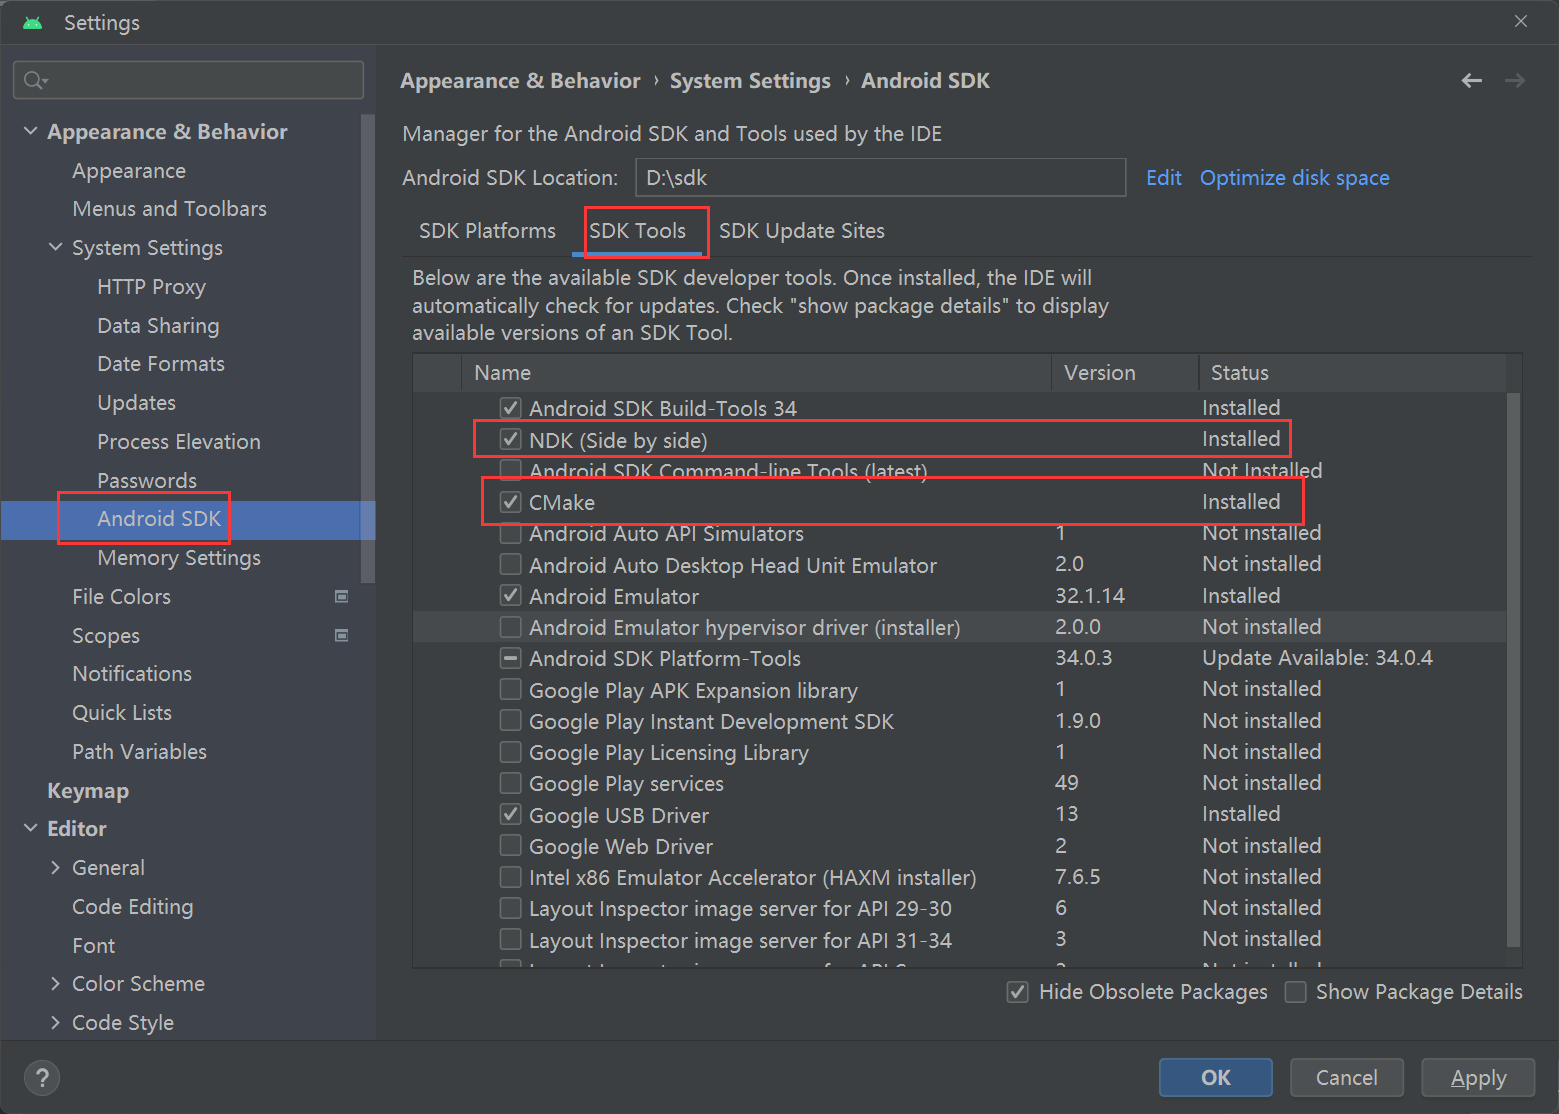 Settings
Appearance & Behavior
Appearance
Menus and Toolbars
System Settings
HTTP Proxy
Data Sharing
Date Formats
Updates
Process Elevation
Passwords
Android SDK
Memory Settings
File Colors
Scopes
Notifications
Quick Lists
Path Variables
Keymap
Editor
General
Code Editing
Font
Color Scheme
Code Style
Appearance & Behavior › System Settings › Android SDK
Manager for the Android SDK and Tools used by the IDE
Android SDK Location: D:\sdk Edit Optimize disk space
SDK Platforms SDK Tools SDK Update Sites
Below are the available SDK developer tools. Once installed, the IDE will
automatically check for updates. Check "show package details" to display
available versions of an SDK Tool.
Name Version Status
Android SDK Build-Tools 34 Installed
NDK (Side by side) Installed
Android SDK Command-line Tools (latest) Not Installed
CMake Installed
Android Auto API Simulators 1 Not installed
Android Auto Desktop Head Unit Emulator 2.0 Not installed
Android Emulator 32.1.14 Installed
Android Emulator hypervisor driver (installer) 2.0.0 Not installed
Android SDK Platform-Tools 34.0.3 Update Available: 34.0.4
Google Play APK Expansion library 1 Not installed
Google Play Instant Development SDK 1.9.0 Not installed
Google Play Licensing Library 1 Not installed
Google Play services 49 Not installed
Google USB Driver 13 Installed
Google Web Driver 2 Not installed
Intel x86 Emulator Accelerator (HAXM installer) 7.6.5 Not installed
Layout Inspector image server for API 29-30 6 Not installed
Layout Inspector image server for API 31-34 3 Not installed
Hide Obsolete Packages Show Package Details
? OK Cancel Apply